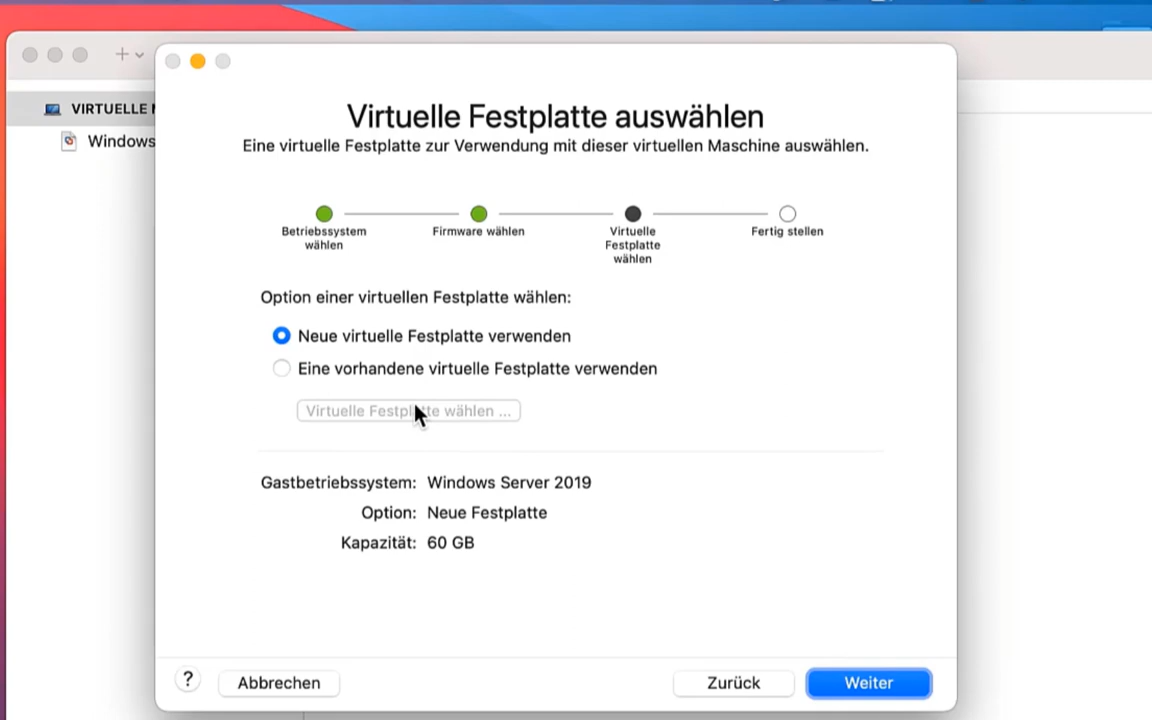 VIRTUELLE
Windows
Virtuelle Festplatte auswählen
Eine virtuelle Festplatte zur Verwendung mit dieser virtuellen Maschine auswählen.
Betriebssystem
wählen
Firmware wählen
Virtuelle
Festplatte
wählen
Fertig stellen
Option einer virtuellen Festplatte wählen:
Neue virtuelle Festplatte verwenden
Eine vorhandene virtuelle Festplatte verwenden
Virtuelle Festplatte wählen ...
Gastbetriebssystem: Windows Server 2019
Option: Neue Festplatte
Kapazität: 60 GB
?
Abbrechen
Zurück
Weiter